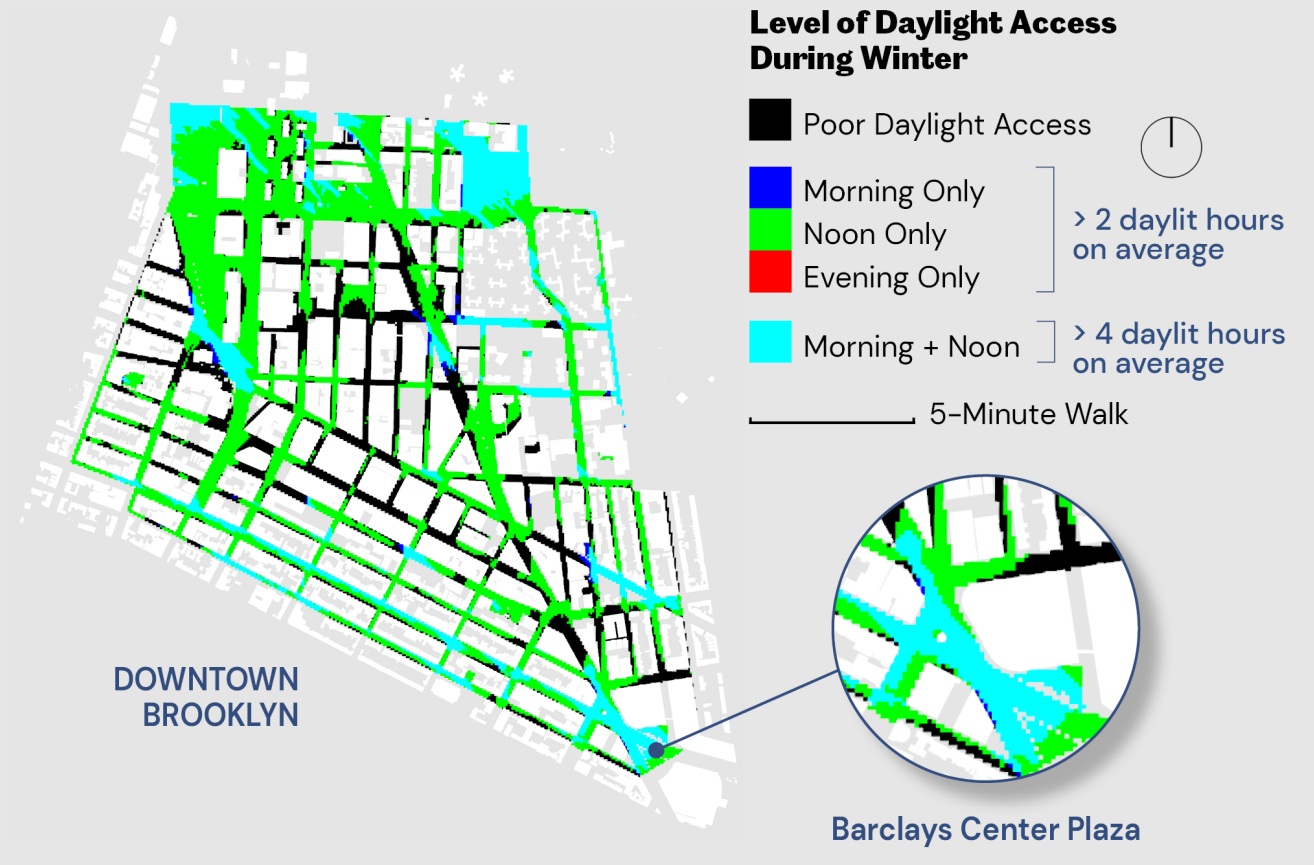 Level of Daylight Access
During Winter
Poor Daylight Access
Morning Only
Noon Only
Evening Only
> 2 daylit hours
on average
Morning + Noon
> 4 daylit hours
on average
5-Minute Walk
DOWNTOWN
BROOKLYN
Barclays Center Plaza